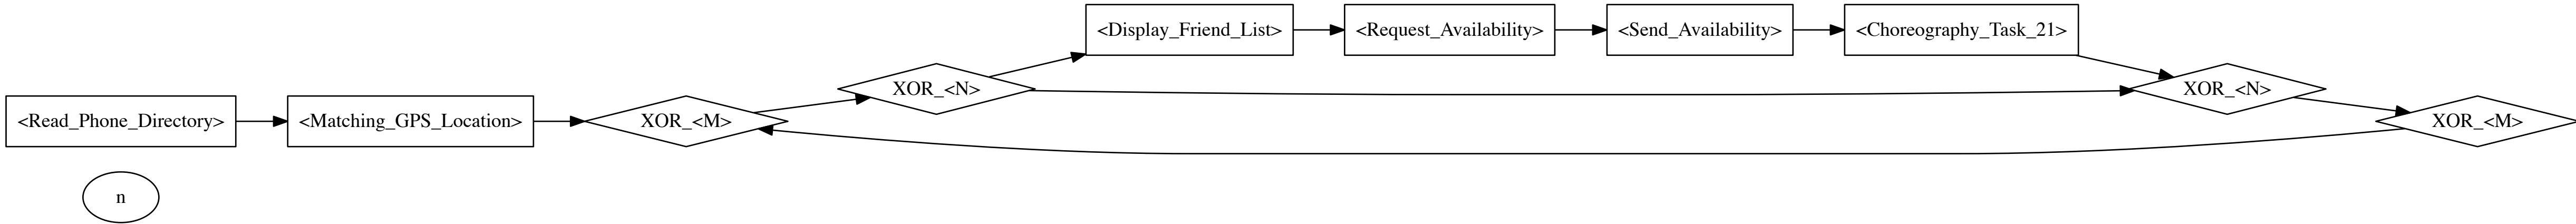 <Display_Friend_List>
<Request_Availability>
<Send_Availability>
<Choreography_Task_21>
XOR_<N>
XOR_<N>
<Read_Phone_Directory>
<Matching_GPS_Location>
XOR_<M>
XOR_<M>
n